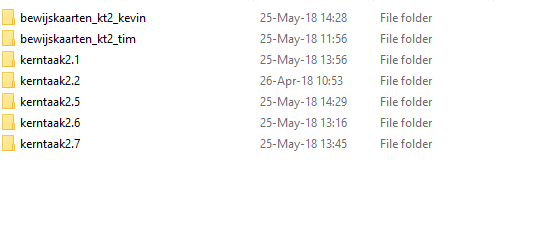 bewijskaarten_kt2_kevin 25-May-18 14:28 File folder
bewijskaarten_kt2_tim 25-May-18 11:56 File folder
kerntaak2.1 25-May-18 13:56 File folder
kerntaak2.2 26-Apr-18 10:53 File folder
kerntaak2.5 25-May-18 14:29 File folder
kerntaak2.6 25-May-18 13:16 File folder
kerntaak2.7 25-May-18 13:45 File folder